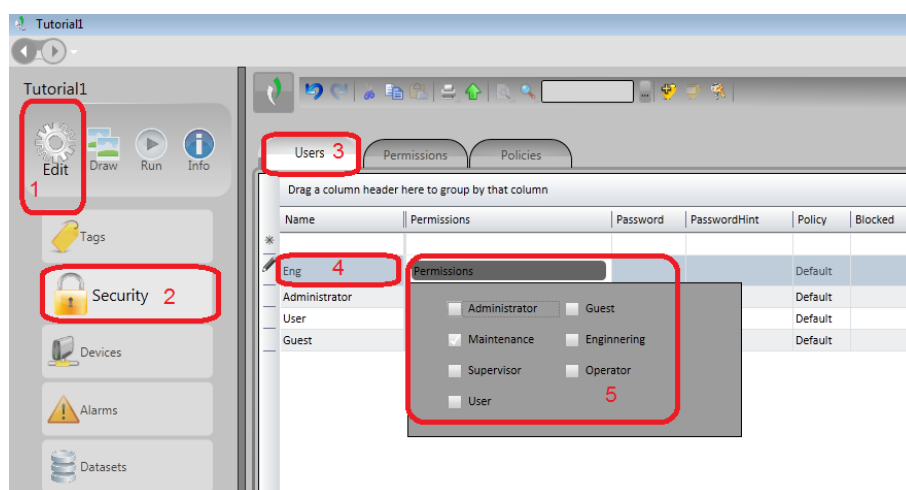 Tutorial1
Tutorial1
Edit Draw Run Info
1
Users 3 Permissions Policies
Drag a column header here to group by that column
Name Permissions Password PasswordHint Policy Blocked
Tags
Eng 4 Permissions Default
Security 2
Administrator Default
User Default
Guest Default
Administrator Guest
Maintenance Enginnering
Supervisor Operator
User 5
Devices
Alarms
Datasets